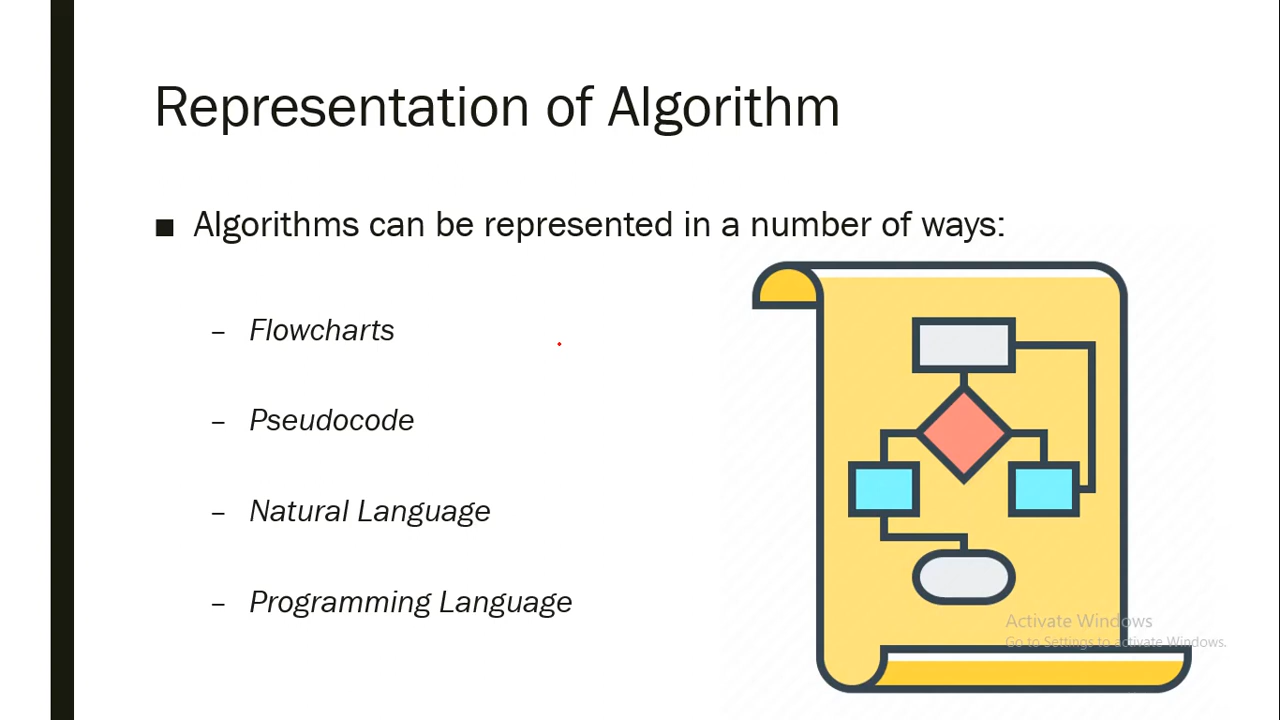 Representation of Algorithm
■ Algorithms can be represented in a number of ways:
– Flowcharts
– Pseudocode
– Natural Language
– Programming Language
Activate Windows
Go to Settings to activate Windows.